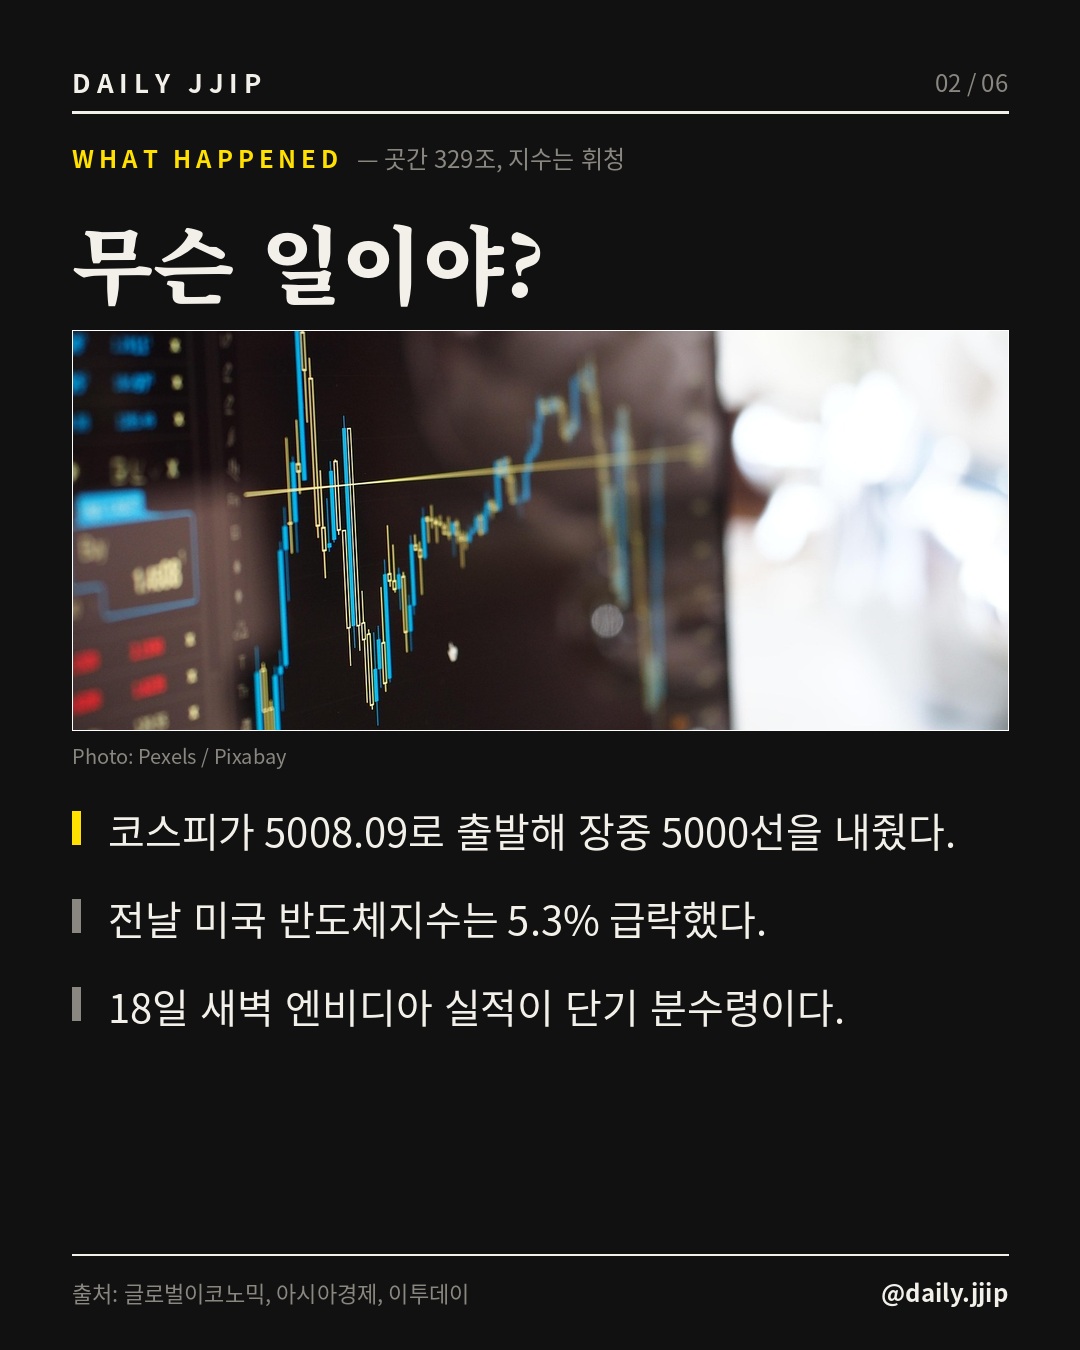 DAILY JJIP
02 / 06
WHAT HAPPENED — 곳간 329조, 지수는 휘청
무슨 일이야?
By
Photo: Pexels / Pixabay
코스피가 5008.09로 출발해 장중 5000선을 내줬다.
전날 미국 반도체지수는 5.3% 급락했다.
18일 새벽 엔비디아 실적이 단기 분수령이다.
출처: 글로벌이코노믹, 아시아경제, 이투데이
@daily.jjip